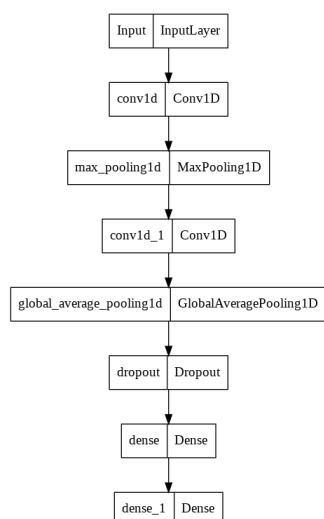 Input InputLayer
conv1d Conv1D
max_pooling1d MaxPooling1D
conv1d_1 Conv1D
global_average_pooling1d GlobalAveragePooling1D
dropout Dropout
dense Dense
dense_1 Dense